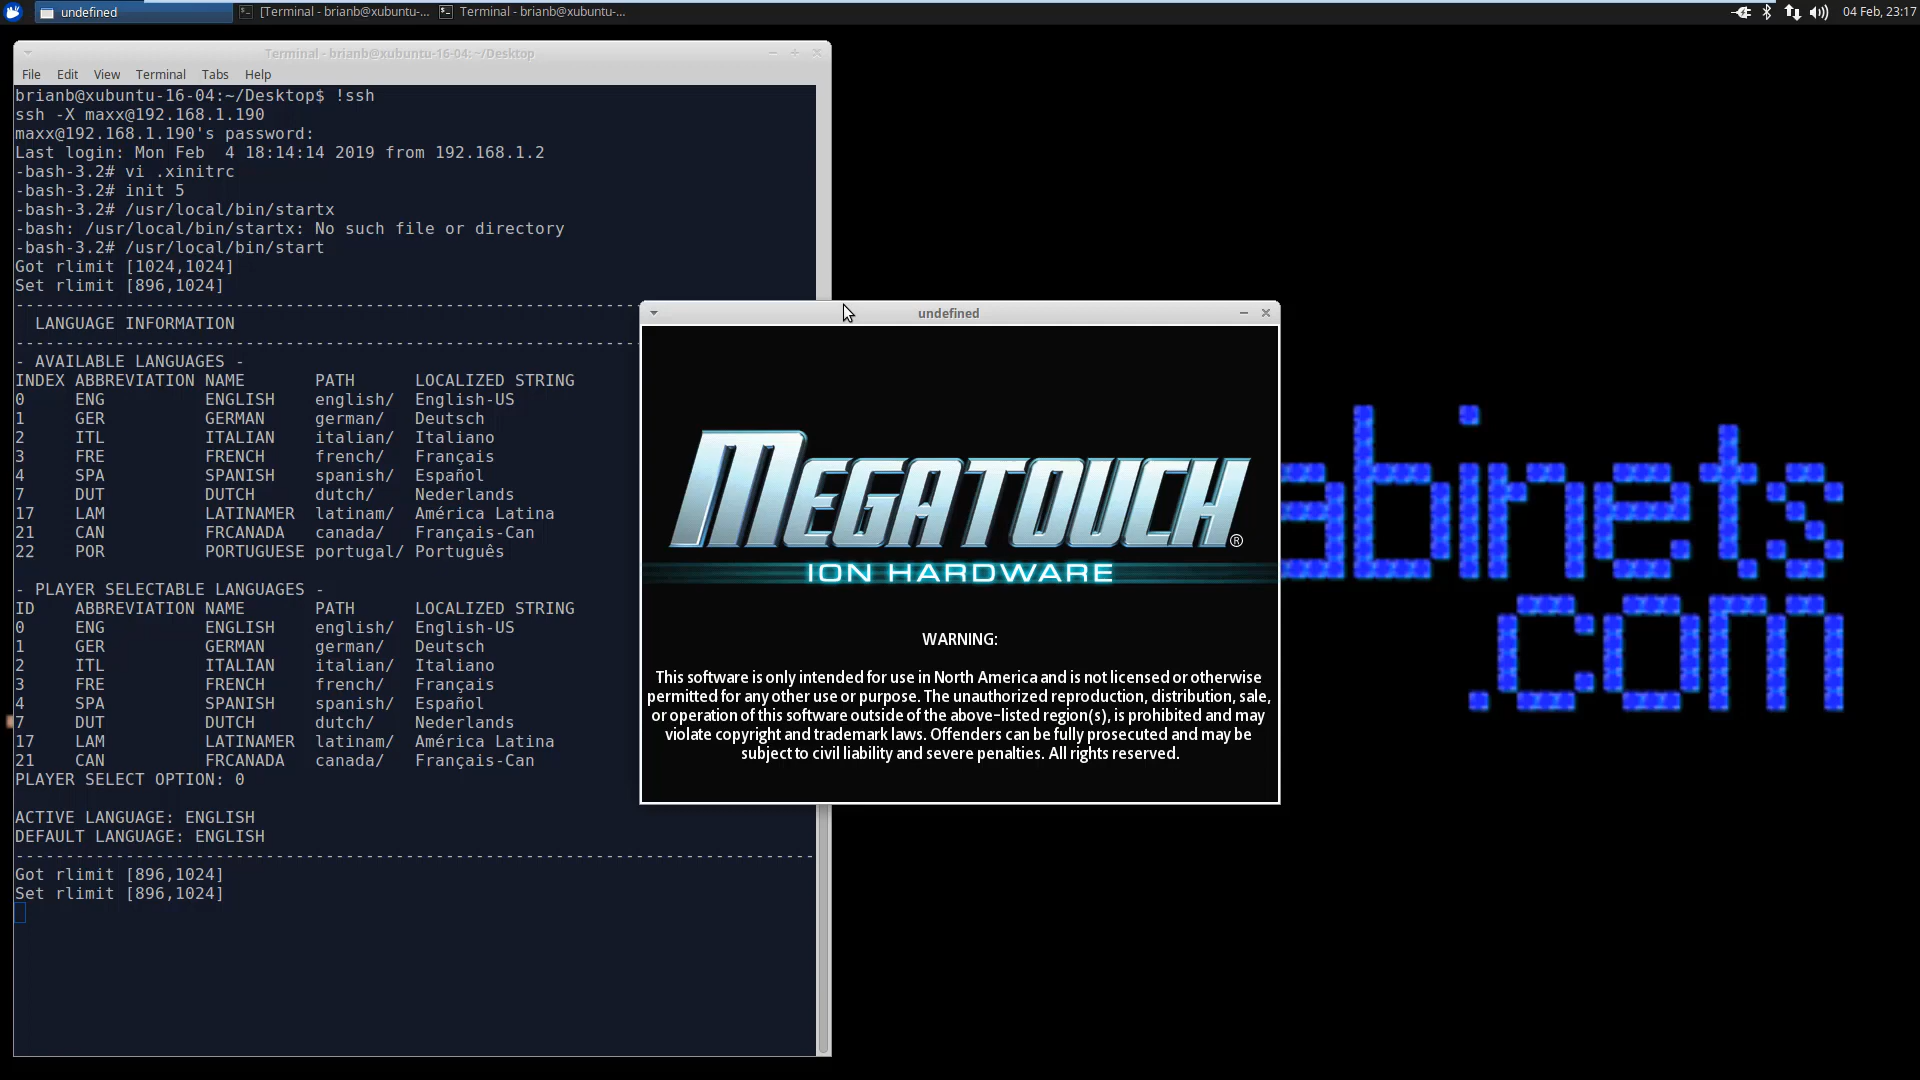 undefined
[Terminal - brianb@xubuntu-...
Terminal - brianb@xubuntu-...
04 Feb, 23:17
Terminal - brianb@xubuntu-16-04: ~/Desktop
File Edit View Terminal Tabs Help
brianb@xubuntu-16-04:~/Desktop$ !ssh
ssh -X maxx@192.168.1.190
maxx@192.168.1.190's password:
Last login: Mon Feb  4 18:14:14 2019 from 192.168.1.2
-bash-3.2# vi .xinitrc
-bash-3.2# init 5
-bash-3.2# /usr/local/bin/startx
-bash: /usr/local/bin/startx: No such file or directory
-bash-3.2# /usr/local/bin/start
Got rlimit [1024,1024]
Set rlimit [896,1024]
--------------------------------------------------------------------------------
LANGUAGE INFORMATION
--------------------------------------------------------------------------------
- AVAILABLE LANGUAGES -
INDEX ABBREVIATION NAME       PATH      LOCALIZED STRING
0     ENG          ENGLISH    english/  English-US
1     GER          GERMAN     german/   Deutsch
2     ITL          ITALIAN    italian/  Italiano
3     FRE          FRENCH     french/   Français
4     SPA          SPANISH    spanish/  Español
7     DUT          DUTCH      dutch/    Nederlands
17    LAM          LATINAMER  latinam/  América Latina
21    CAN          FRCANADA   canada/   Français-Can
22    POR          PORTUGUESE portugal/ Português
- PLAYER SELECTABLE LANGUAGES -
ID    ABBREVIATION NAME       PATH      LOCALIZED STRING
0     ENG          ENGLISH    english/  English-US
1     GER          GERMAN     german/   Deutsch
2     ITL          ITALIAN    italian/  Italiano
3     FRE          FRENCH     french/   Français
4     SPA          SPANISH    spanish/  Español
7     DUT          DUTCH      dutch/    Nederlands
17    LAM          LATINAMER  latinam/  América Latina
21    CAN          FRCANADA   canada/   Français-Can
PLAYER SELECT OPTION: 0
ACTIVE LANGUAGE: ENGLISH
DEFAULT LANGUAGE: ENGLISH
--------------------------------------------------------------------------------
Got rlimit [896,1024]
Set rlimit [896,1024]
undefined
MEGATOUCH®
ION HARDWARE
WARNING:
This software is only intended for use in North America and is not licensed or otherwise
permitted for any other use or purpose. The unauthorized reproduction, distribution, sale,
or operation of this software outside of the above-listed region(s), is prohibited and may
violate copyright and trademark laws. Offenders can be fully prosecuted and may be
subject to civil liability and severe penalties. All rights reserved.
abinets
.com